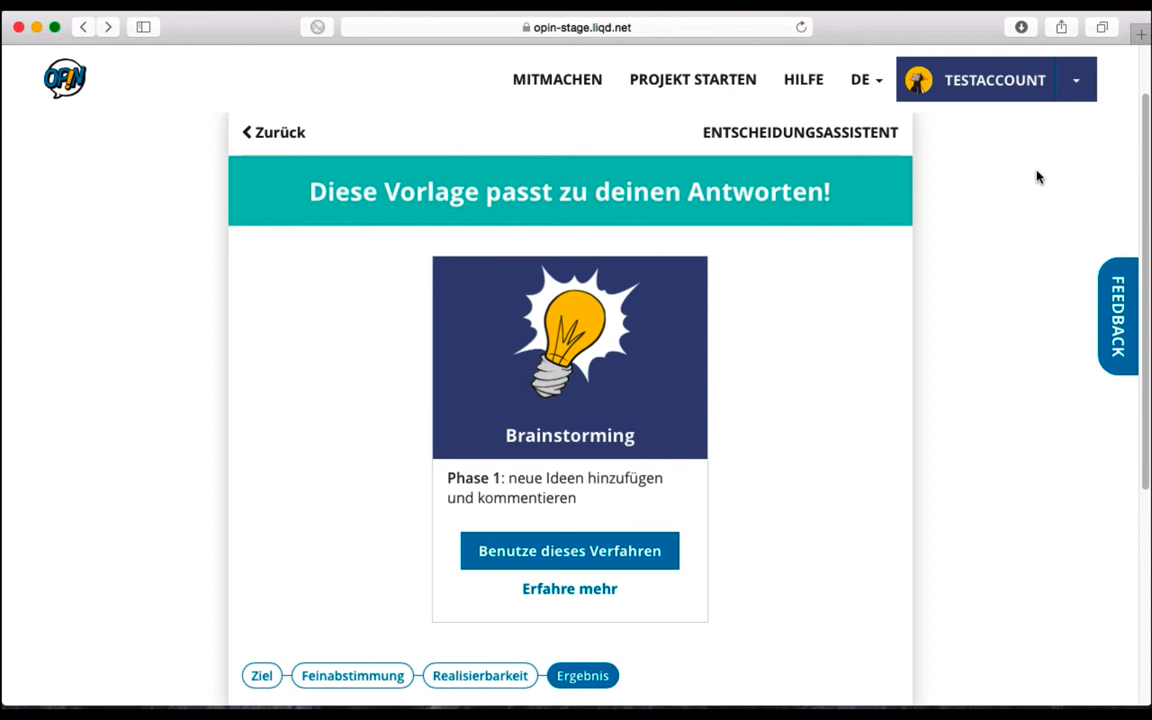 opin-stage.liqd.net
OPIN
MITMACHEN
PROJEKT STARTEN
HILFE
DE
TESTACCOUNT
Zurück
ENTSCHEIDUNGSASSISTENT
Diese Vorlage passt zu deinen Antworten!
Brainstorming
Phase 1: neue Ideen hinzufügen
und kommentieren
Benutze dieses Verfahren
Erfahre mehr
Ziel
Feinabstimmung
Realisierbarkeit
Ergebnis
FEEDBACK